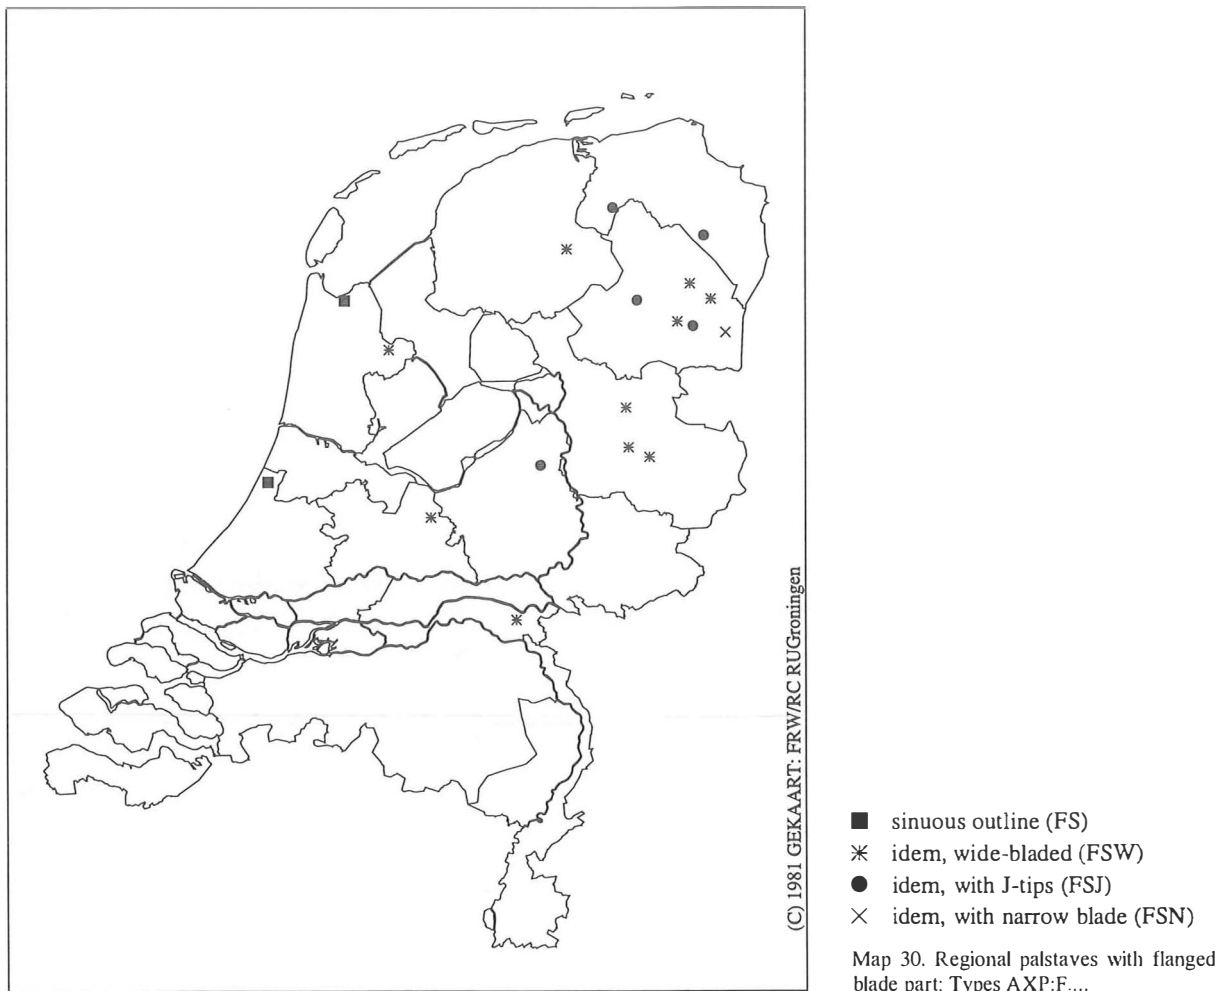 (C) 1981 GEKAART: FRW/RC RUGroningen
sinuous outline (FS)
idem, wide-bladed (FSW)
idem, with J-tips (FSJ)
idem, with narrow blade (FSN)
Map 30. Regional palstaves with flanged
blade part: Types AXP:F....